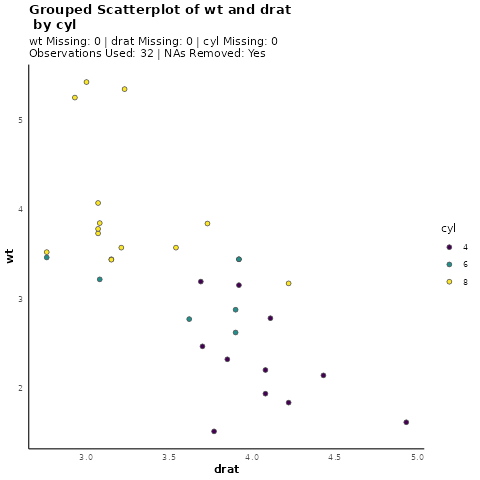 Grouped Scatterplot of wt and drat
by cyl
wt Missing: 0 | drat Missing: 0 | cyl Missing: 0
Observations Used: 32 | NAs Removed: Yes
5
4
3
2
wt
3.0 3.5 4.0 4.5 5.0
drat
cyl
4
6
8